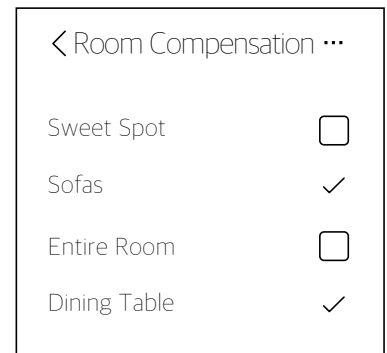 Room Compensation ...
Sweet Spot
Sofas
Entire Room
Dining Table